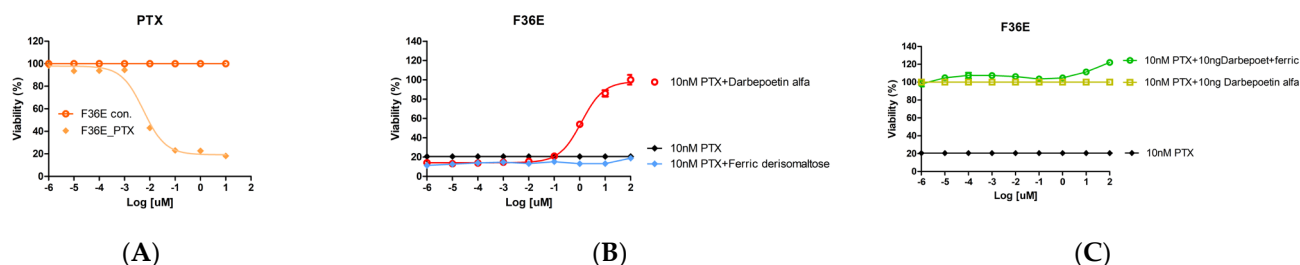 PTX
120
100
80
60
40
20
0
Viability (%)
F36E con.
F36E_PTX
-6 -5 -4 -3 -2 -1 0 1 2
Log [uM]
(A)
F36E
140
120
100
80
60
40
20
0
Viability (%)
10nM PTX+Darbepoetin alfa
10nM PTX
10nM PTX+Ferric derisomaltose
-6 -5 -4 -3 -2 -1 0 1 2
Log [uM]
(B)
F36E
140
120
100
80
60
40
20
0
Viability (%)
10nM PTX+10ngDarbepoet+ferric
10nM PTX+10ng Darbepoetin alfa
10nM PTX
-6 -5 -4 -3 -2 -1 0 1 2
Log [uM]
(C)